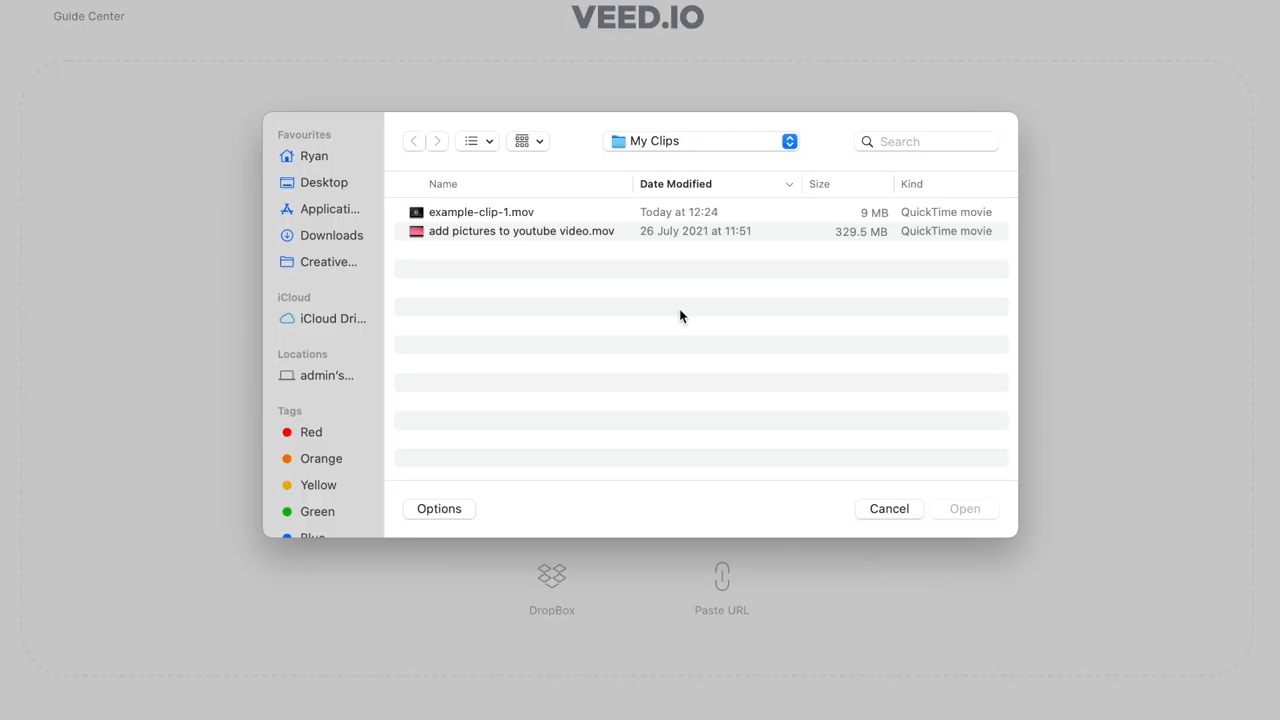 Guide Center
VEED.IO
Favourites
Ryan
Desktop
Applicati...
Downloads
Creative...
iCloud
iCloud Dri...
Locations
admin's...
Tags
Red
Orange
Yellow
Green
Blue
My Clips
Search
Name Date Modified Size Kind
example-clip-1.mov Today at 12:24 9 MB QuickTime movie
add pictures to youtube video.mov 26 July 2021 at 11:51 329.5 MB QuickTime movie
Options
Cancel
Open
DropBox
Paste URL